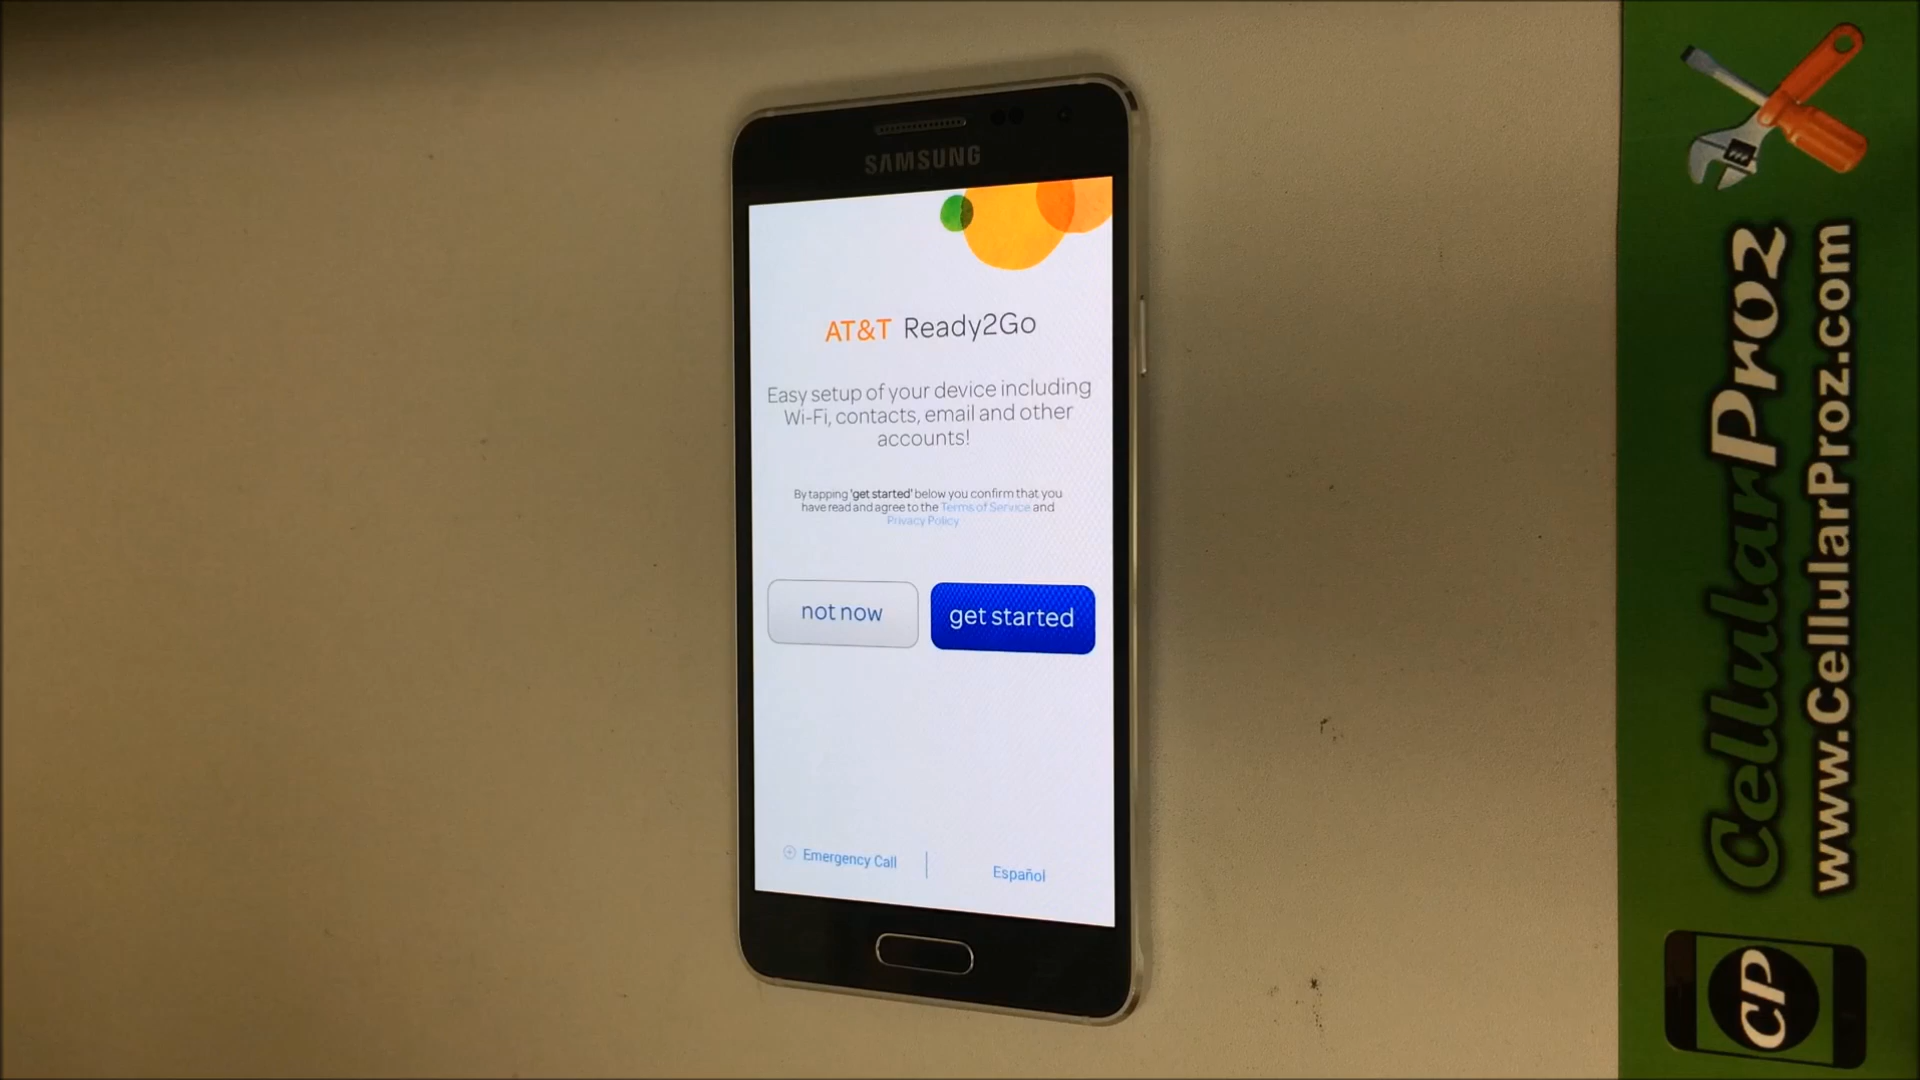 SAMSUNG
AT&T Ready2Go
Easy setup of your device including
Wi-Fi, contacts, email and other
accounts!
By tapping 'get started' below you confirm that you
have read and agree to the Terms of Service and
Privacy Policy
not now
get started
Emergency Call
Español
CellularProz
www.CellularProz.com
CP